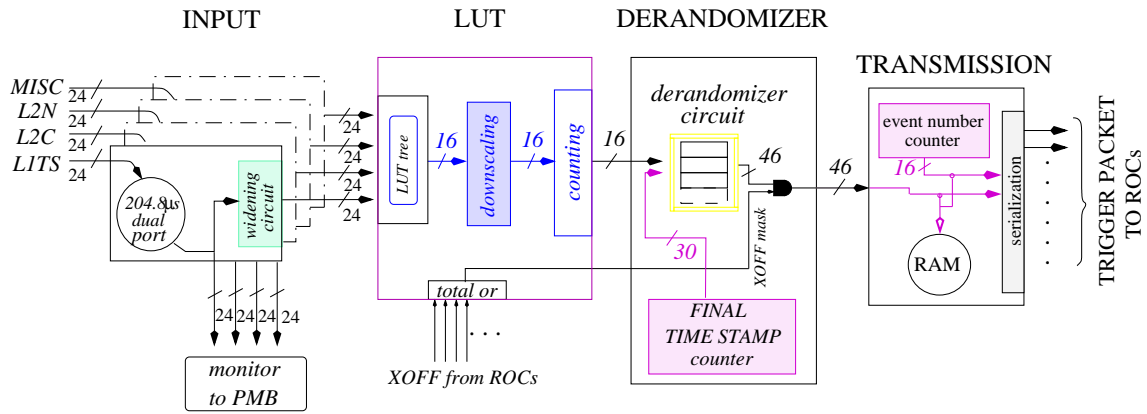 INPUT
LUT
DERANDOMIZER
TRANSMISSION
MISC
24
L2N
24
L2C
24
L1TS
24
204.8μs
dual
port
widening
circuit
24
24
24
24
24
24
24
24
monitor
to PMB
LUT tree
16
downscaling
16
counting
16
total or
. . .
XOFF from ROCs
derandomizer
circuit
46
XOFF mask
30
FINAL
TIME STAMP
counter
46
event number
counter
16
RAM
serialization
TRIGGER PACKET
TO ROCs